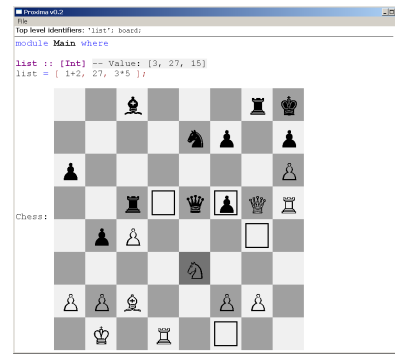 Proxima v0.2
File
Top level identifiers: 'list'; board;
module Main where
list :: [Int] -- Value: [3, 27, 15]
list = [ 1+2, 27, 3*5 ];
Chess: